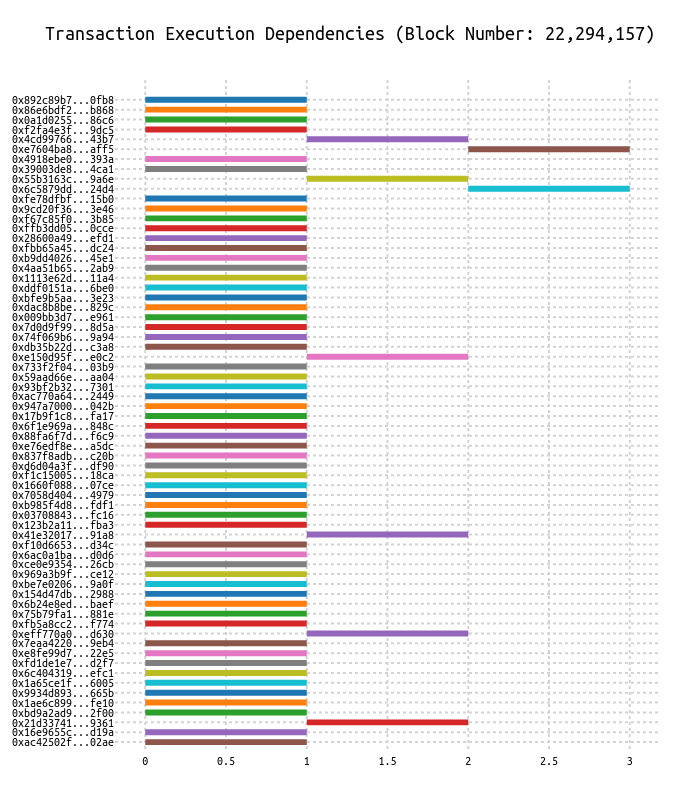 Transaction Execution Dependencies (Block Number: 22,294,157)
0x892c89b7...0fb8
0x86e6bdf2...b868
0x0a1d0255...86c6
0xf2fa4e3f...9dc5
0x4cd99766...43b7
0xe7604ba8...aff5
0x4918ebe0...393a
0x39003de8...4ca1
0x55b3163c...9a6e
0x6c5879dd...24d4
0xfe78dfbf...15b0
0x9cd20f36...3e46
0xf67c85f0...3b85
0xffb3dd05...0cce
0x28600a49...efd1
0xfbb65a45...dc24
0xb9dd4026...45e1
0x4aa51b65...2ab9
0x1113e62d...11a4
0xddf0151a...6be0
0xbfe9b5aa...3e23
0xdac8b8be...829c
0x009bb3d7...e961
0x7d0d9f99...8d5a
0x74f069b6...9a94
0xdb35b22d...c3a8
0xe150d95f...e0c2
0x733f2f04...03b9
0x59aad66e...aa04
0x93bf2b32...7301
0xac770a64...2449
0x947a7000...042b
0x17b9f1c8...fa17
0x6f1e969a...848c
0x88fa6f7d...f6c9
0xe76edf8e...a5dc
0x837f8adb...c20b
0xd6d04a3f...df90
0xf1c15005...18ca
0x1660f088...07ce
0x7058d404...4979
0xb985f4d8...fdf1
0x03708843...fc16
0x123b2a11...fba3
0x41e32017...91a8
0xf10d6653...d34c
0x6ac0a1ba...d0d6
0xce0e9354...26cb
0x969a3b9f...ce12
0xbe7e0206...9a0f
0x154d47db...2988
0x6b24e8ed...baef
0x75b79fa1...881e
0xfb5a8cc2...f774
0xeff770a0...d630
0x7eaa4220...9eb4
0xe8fe99d7...22e5
0xfd1de1e7...d2f7
0x6c404319...efc1
0x1a65ce1f...6005
0x9934d893...665b
0x1ae6c899...fe10
0xbd9a2ad9...2f00
0x21d33741...9361
0x16e9655c...d19a
0xac42502f...02ae
0 0.5 1 1.5 2 2.5 3